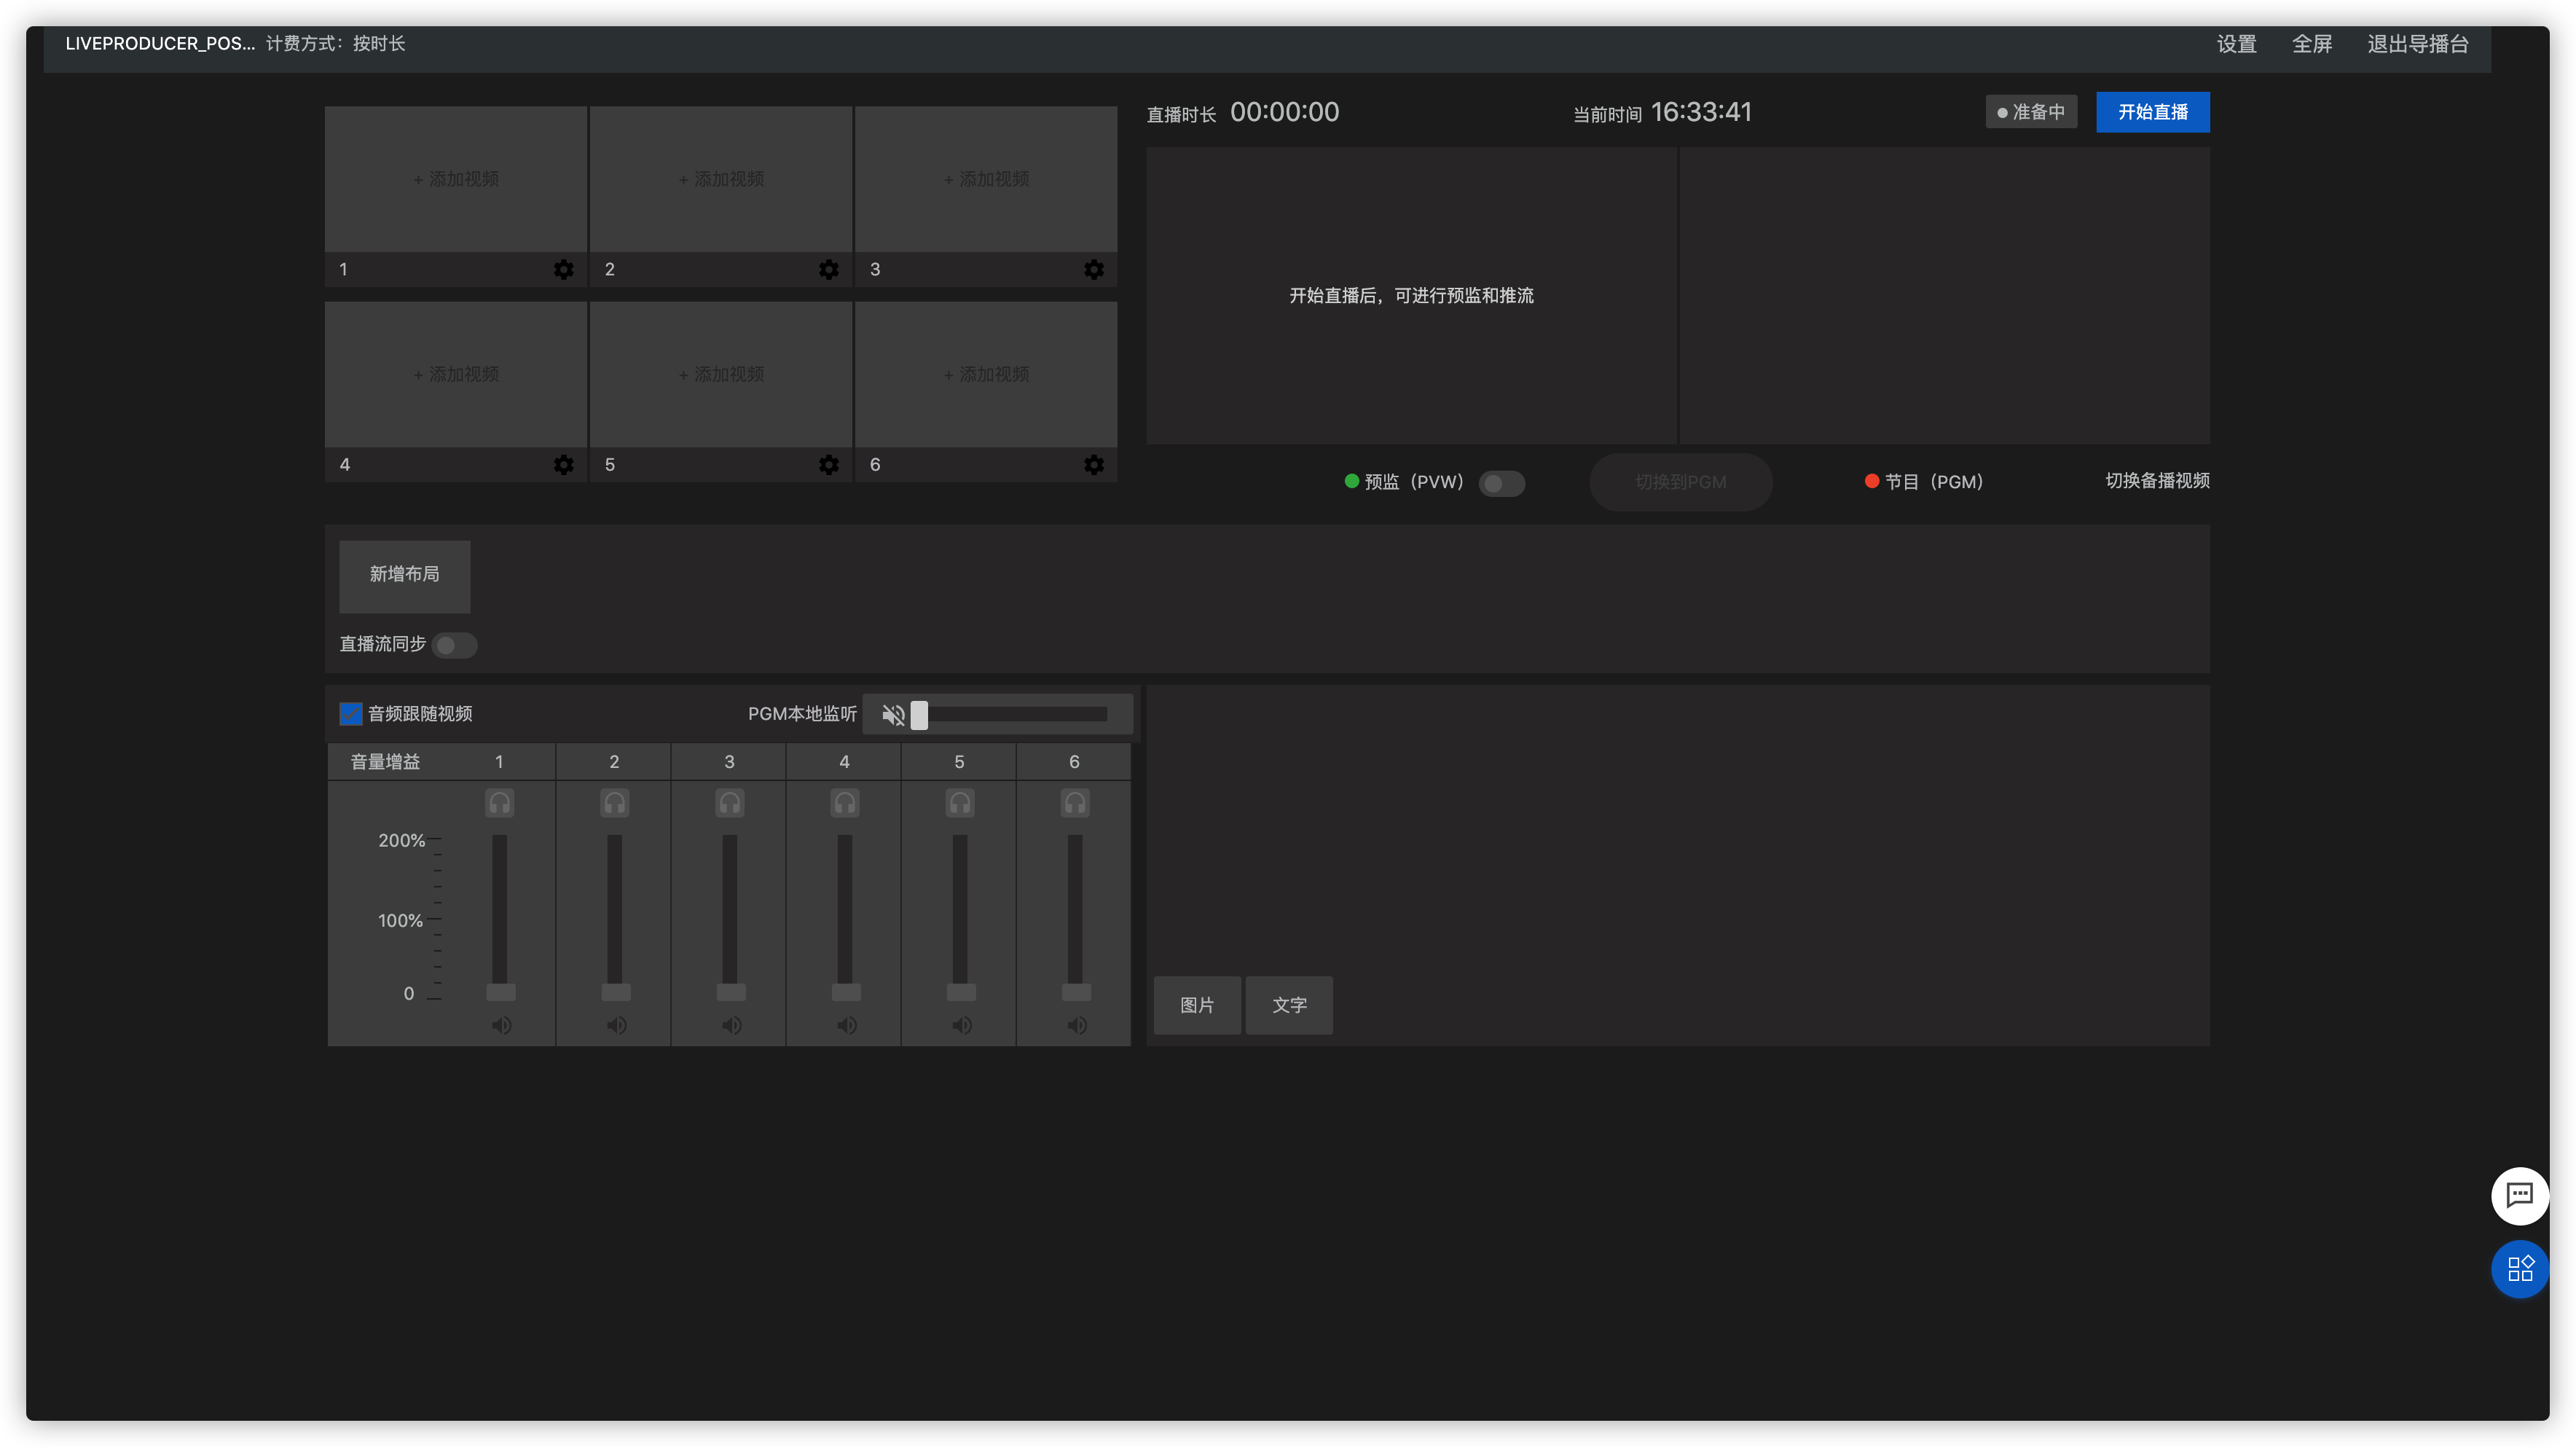 LIVEPRODUCER_POS... 计费方式：按时长
设置 全屏 退出导播台
直播时长 00:00:00
当前时间 16:33:41
准备中
开始直播
+ 添加视频 + 添加视频 + 添加视频
1 2 3
+ 添加视频 + 添加视频 + 添加视频
4 5 6
开始直播后，可进行预监和推流
预监（PVW） 切换到PGM 节目（PGM） 切换备播视频
新增布局
直播流同步
音频跟随视频 PGM本地监听
音量增益 1 2 3 4 5 6
200%
100%
0
图片 文字